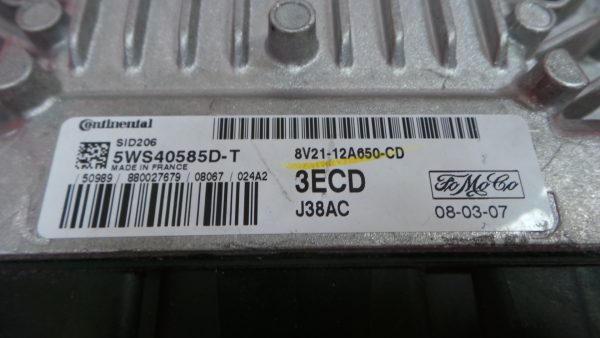 Continental
SID206
5WS40585D-T
MADE IN FRANCE
/ 50989 / 880027679 / 08067 / 024A2
8V21-12A650-CD
3ECD
J38AC
FoMoCo
08-03-07